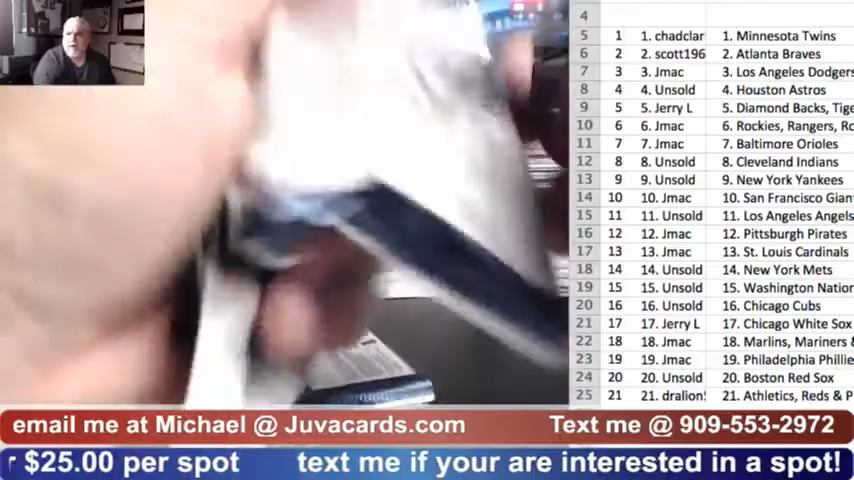 4
5 1 1. chadclar 1. Minnesota Twins
6 2 2. scott196 2. Atlanta Braves
7 3 3. Jmac 3. Los Angeles Dodgers
8 4 4. Unsold 4. Houston Astros
9 5 5. Jerry L 5. Diamond Backs, Tige
10 6 6. Jmac 6. Rockies, Rangers, Ro
11 7 7. Jmac 7. Baltimore Orioles
12 8 8. Unsold 8. Cleveland Indians
13 9 9. Unsold 9. New York Yankees
14 10 10. Jmac 10. San Francisco Gian
15 11 11. Unsold 11. Los Angeles Angels
16 12 12. Jmac 12. Pittsburgh Pirates
17 13 13. Jmac 13. St. Louis Cardinals
18 14 14. Unsold 14. New York Mets
19 15 15. Unsold 15. Washington Nation
20 16 16. Unsold 16. Chicago Cubs
21 17 17. Jerry L 17. Chicago White Sox
22 18 18. Jmac 18. Marlins, Mariners &
23 19 19. Jmac 19. Philadelphia Phillie
24 20 20. Unsold 20. Boston Red Sox
25 21 21. dralion 21. Athletics, Reds & P
email me at Michael @ Juvacards.com Text me @ 909-553-2972
$25.00 per spot text me if your are interested in a spot!